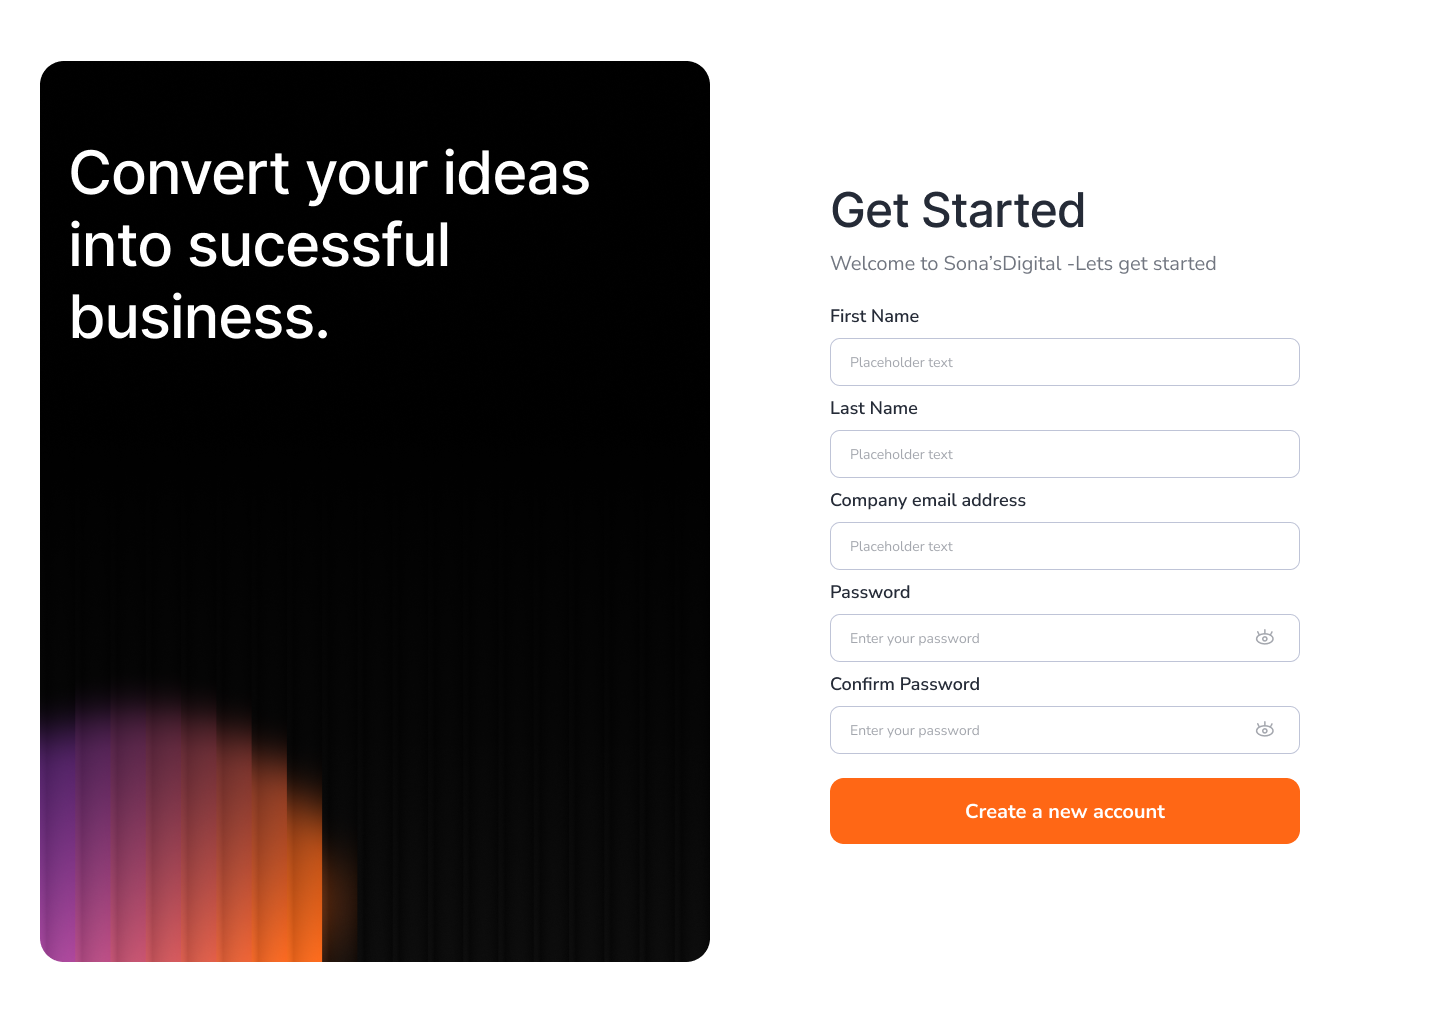 Convert your ideas
into sucessful
business.
Get Started
Welcome to Sona’sDigital -Lets get started
First Name
Placeholder text
Last Name
Placeholder text
Company email address
Placeholder text
Password
Enter your password
Confirm Password
Enter your password
Create a new account